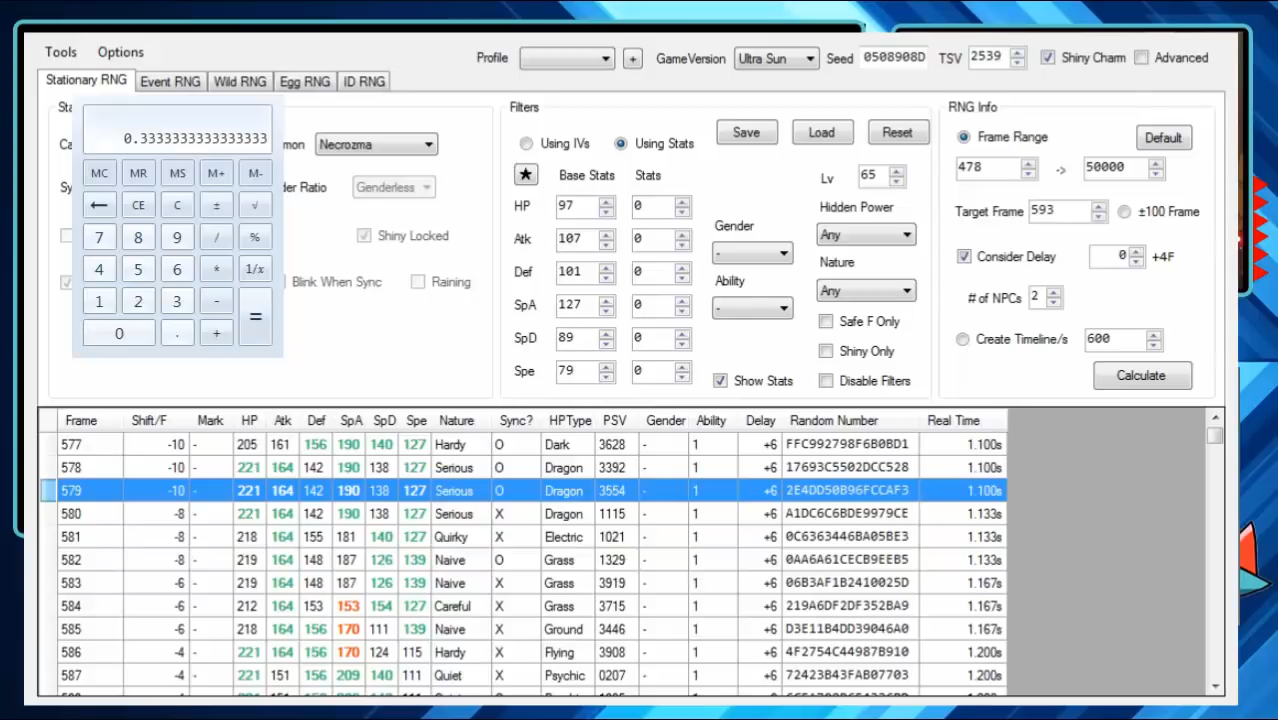 Tools Options
Profile + GameVersion Ultra Sun Seed 0508908D TSV 2539 Shiny Charm Advanced
Stationary RNG Event RNG Wild RNG Egg RNG ID RNG
0.3333333333333333
MC MR MS M+ M-
← CE C ± √
7 8 9 / %
4 5 6 * 1/x
1 2 3 - =
0 . +
Necrozma
Genderless
Shiny Locked
Blink When Sync Raining
Filters
Using IVs Using Stats Save Load Reset
★ Base Stats Stats Lv 65
HP 97 0
Atk 107 0
Def 101 0
SpA 127 0
SpD 89 0
Spe 79 0
Gender
-
Ability
-
Show Stats
Hidden Power
Any
Nature
Any
Safe F Only
Shiny Only
Disable Filters
RNG Info
Frame Range Default
478 -> 50000
Target Frame 593 ±100 Frame
Consider Delay 0 +4F
# of NPCs 2
Create Timeline/s 600
Calculate
Frame Shift/F Mark HP Atk Def SpA SpD Spe Nature Sync? HPType PSV Gender Ability Delay Random Number Real Time
577 -10 - 205 161 156 190 140 127 Hardy O Dark 3628 - 1 +6 FFC992798F6B0BD1 1.100s
578 -10 - 221 164 142 190 138 127 Serious O Dragon 3392 - 1 +6 17693C5502DCC528 1.100s
579 -10 - 221 164 142 190 138 127 Serious O Dragon 3554 - 1 +6 2E4DD50B96FCCAF3 1.100s
580 -8 - 221 164 142 190 138 127 Serious X Dragon 1115 - 1 +6 A1DC6C6BDE9979CE 1.133s
581 -8 - 218 164 155 181 140 127 Quirky X Electric 1021 - 1 +6 0C6363446BA05BE3 1.133s
582 -8 - 219 164 148 187 126 139 Naive O Grass 1329 - 1 +6 0AA6A61CECB9EEB5 1.133s
583 -6 - 219 164 148 187 126 139 Naive X Grass 3919 - 1 +6 06B3AF1B2410025D 1.167s
584 -6 - 212 164 153 153 154 127 Careful X Grass 3715 - 1 +6 219A6DF2DF352BA9 1.167s
585 -6 - 218 164 156 170 111 139 Naive X Ground 3446 - 1 +6 D3E11B4DD39046A0 1.167s
586 -4 - 221 164 156 170 124 115 Hardy X Flying 3908 - 1 +6 4F2754C44987B910 1.200s
587 -4 - 221 151 156 209 140 111 Quiet X Psychic 0207 - 1 +6 72423B43FAB07703 1.200s